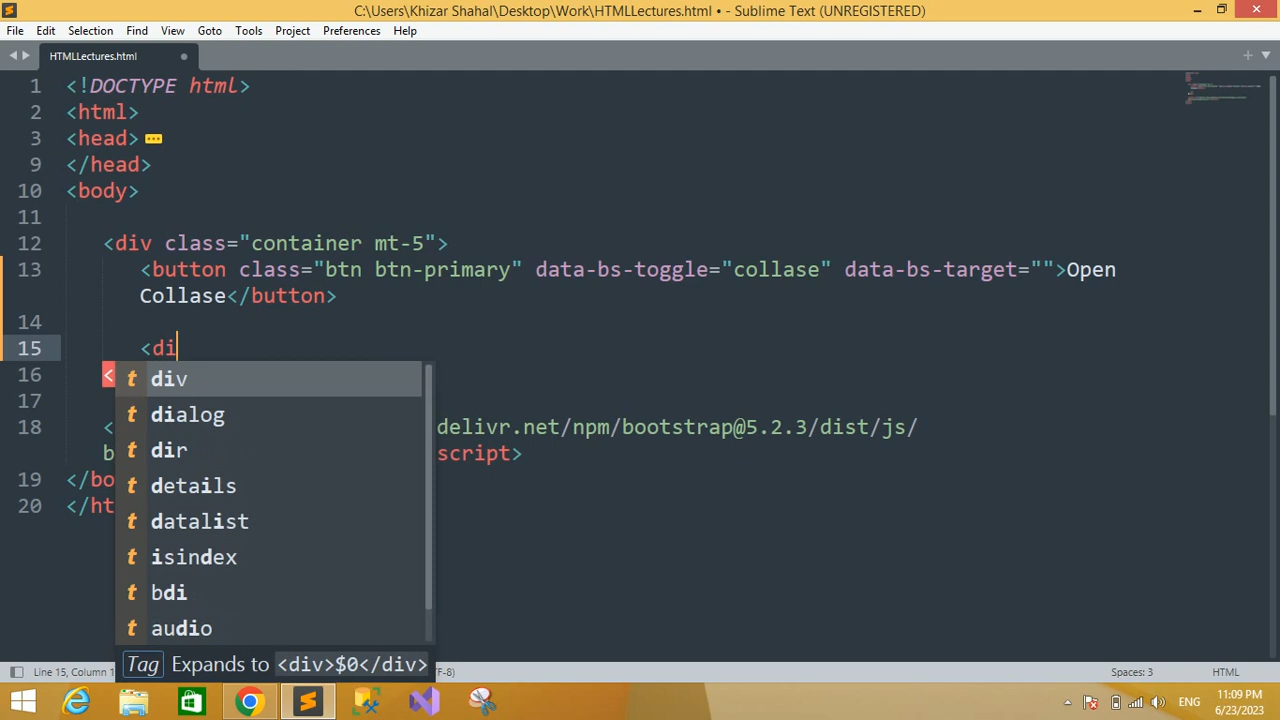 C:\Users\Khizar Shahal\Desktop\Work\HTMLLectures.html • - Sublime Text (UNREGISTERED)
File Edit Selection Find View Goto Tools Project Preferences Help
HTMLLectures.html
1 <!DOCTYPE html>
2 <html>
3 <head>
9 </head>
10 <body>
11
12 <div class="container mt-5">
13 <button class="btn btn-primary" data-bs-toggle="collase" data-bs-target="">Open
Collase</button>
14
15 <di
16 <
div
dialog
17
18 < delivr.net/npm/bootstrap@5.2.3/dist/js/
dir
b script>
19 </bo
details
20 </ht
datalist
isindex
bdi
audio
Tag Expands to <div>$0</div>
Line 15, Column 1 F-8) Spaces: 3 HTML
ENG
11:09 PM
6/23/2023